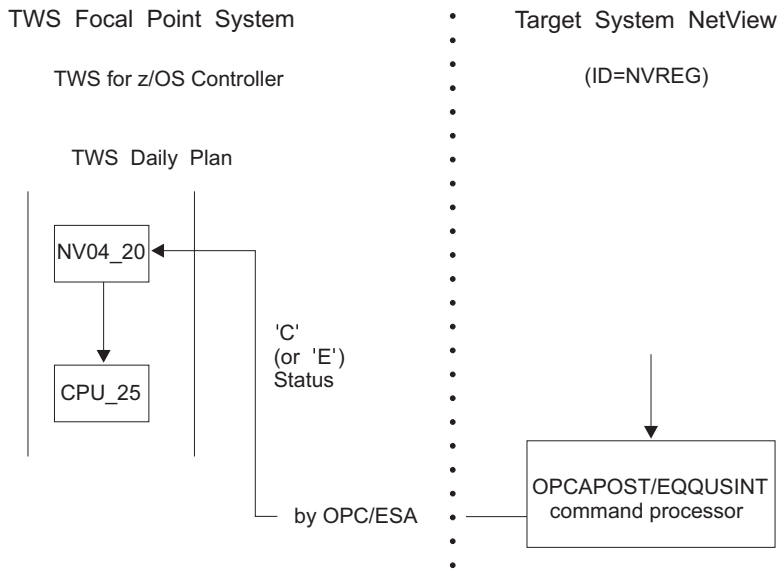 TWS Focal Point System
TWS for z/OS Controller
TWS Daily Plan
NV04_20
CPU_25
'C'
(or 'E')
Status
by OPC/ESA
Target System NetView
(ID=NVREG)
OPCAPOST/EQQUSINT
command processor